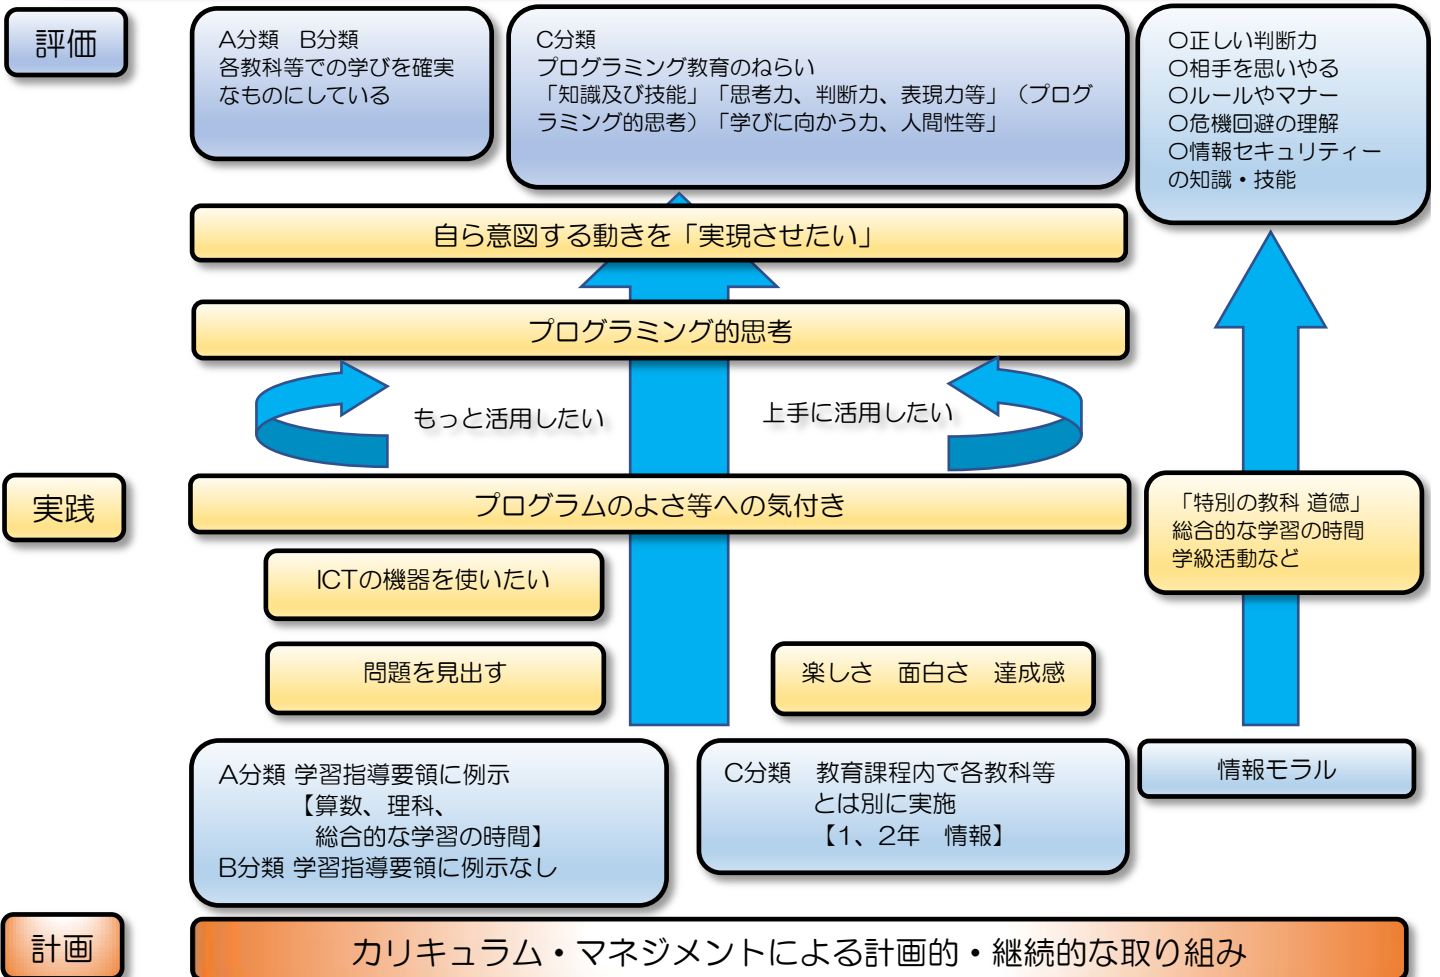 評価
A分類　B分類
各教科等での学びを確実
なものにしている
C分類
プログラミング教育のねらい
「知識及び技能」「思考力、判断力、表現力等」（プログ
ラミング的思考）「学びに向かう力、人間性等」
〇正しい判断力
〇相手を思いやる
〇ルールやマナー
〇危機回避の理解
〇情報セキュリティー
の知識・技能
自ら意図する動きを「実現させたい」
プログラミング的思考
もっと活用したい
上手に活用したい
実践
プログラムのよさ等への気付き
「特別の教科 道徳」
総合的な学習の時間
学級活動など
ICTの機器を使いたい
問題を見出す
楽しさ　面白さ　達成感
A分類 学習指導要領に例示
【算数、理科、
総合的な学習の時間】
B分類 学習指導要領に例示なし
C分類　教育課程内で各教科等
とは別に実施
【1、2年　情報】
情報モラル
計画
カリキュラム・マネジメントによる計画的・継続的な取り組み